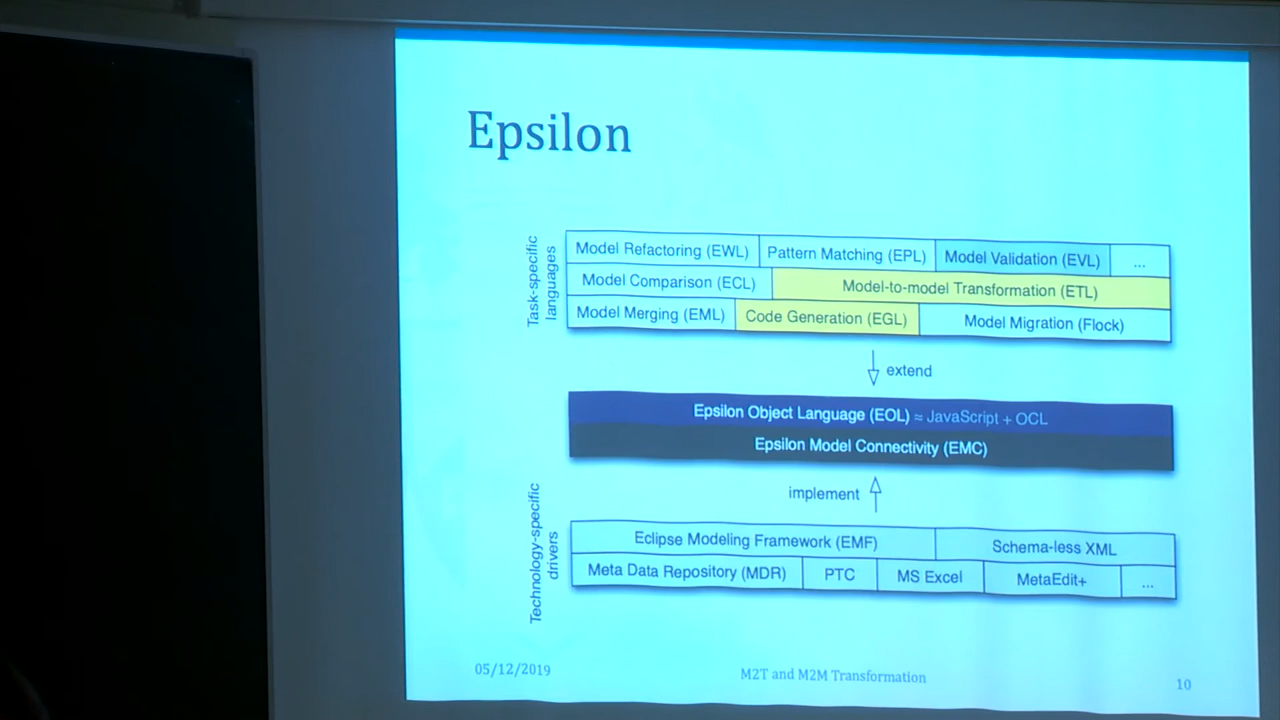 Epsilon
Task-specific
languages
Model Refactoring (EWL)
Pattern Matching (EPL)
Model Validation (EVL)
...
Model Comparison (ECL)
Model-to-model Transformation (ETL)
Model Merging (EML)
Code Generation (EGL)
Model Migration (Flock)
extend
Epsilon Object Language (EOL) = JavaScript + OCL
Epsilon Model Connectivity (EMC)
implement
Technology-specific
drivers
Eclipse Modeling Framework (EMF)
Schema-less XML
Meta Data Repository (MDR)
PTC
MS Excel
MetaEdit+
...
05/12/2019
M2T and M2M Transformation
10